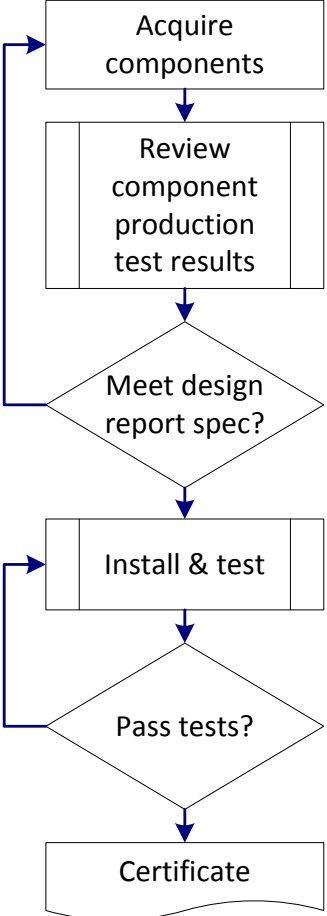 Acquire
components
Review
component
production
test results
Meet design
report spec?
Install & test
Pass tests?
Certificate